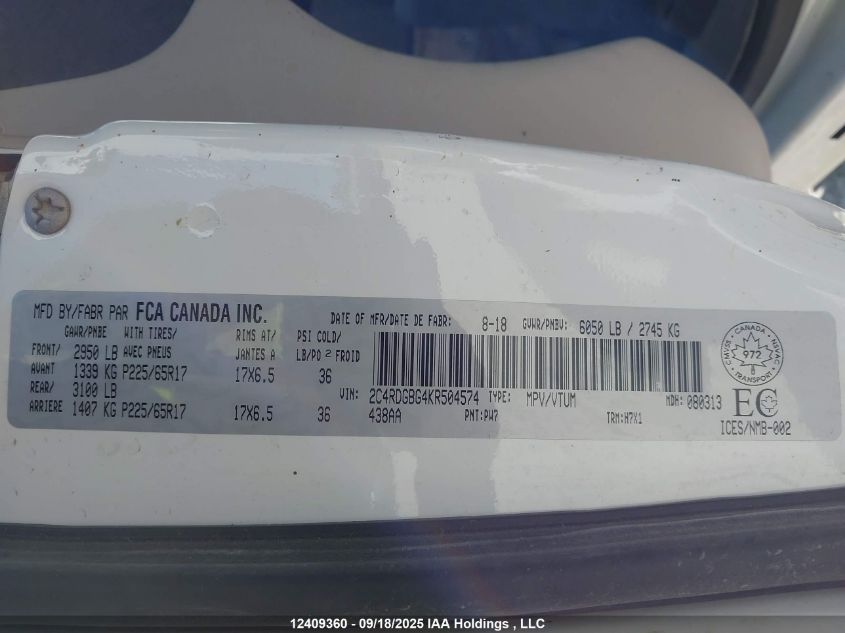 MFD BY/FABR PAR FCA CANADA INC. DATE OF MFR/DATE DE FABR: 8-18 GVWR/PNBV: 6050 LB / 2745 KG
GAWR/PNBE WITH TIRES/ RIMS AT/ PSI COLD/
FRONT/ 2950 LB AVEC PNEUS JANTES A LB/PO2 FROID
AVANT 1339 KG P225/65R17 17X6.5 36
REAR/ 3100 LB
ARRIERE 1407 KG P225/65R17 17X6.5 36
VIN: 2C4RDGBG4KR504574 TYPE: MPV/VTUM MDH: 080313
438AA PNT:PW7 TRM:H7X1
CMVSS - CANADA - NSVAC
972
TRANSPORT
EC
ICES/NMB-002
12409360 - 09/18/2025 IAA Holdings , LLC